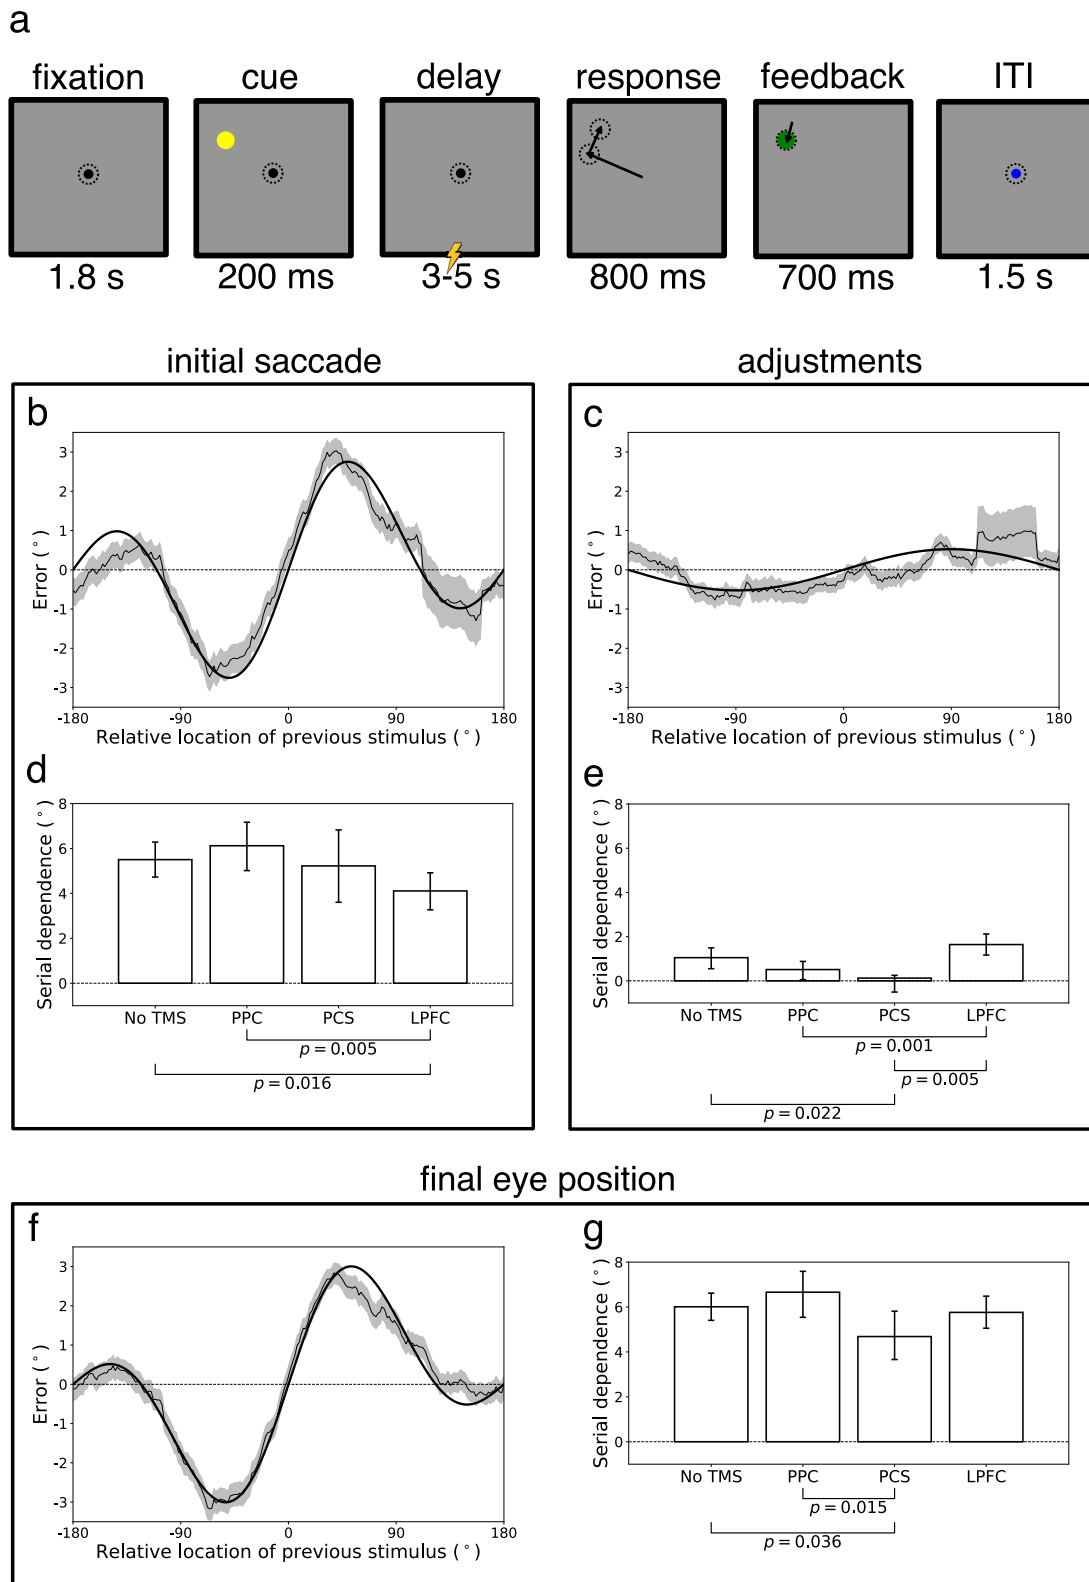 a
fixation cue delay response feedback ITI
1.8 s 200 ms 3-5 s 800 ms 700 ms 1.5 s
initial saccade
b
3
2
1
0
-1
-2
-3
Error (°)
-180 -90 0 90 180
Relative location of previous stimulus (°)
d
8
6
4
2
0
Serial dependence (°)
No TMS PPC PCS LPFC
p = 0.005
p = 0.016
adjustments
c
3
2
1
0
-1
-2
-3
Error (°)
-180 -90 0 90 180
Relative location of previous stimulus (°)
e
8
6
4
2
0
Serial dependence (°)
No TMS PPC PCS LPFC
p = 0.001
p = 0.005
p = 0.022
final eye position
f
3
2
1
0
-1
-2
-3
Error (°)
-180 -90 0 90 180
Relative location of previous stimulus (°)
g
8
6
4
2
0
Serial dependence (°)
No TMS PPC PCS LPFC
p = 0.015
p = 0.036